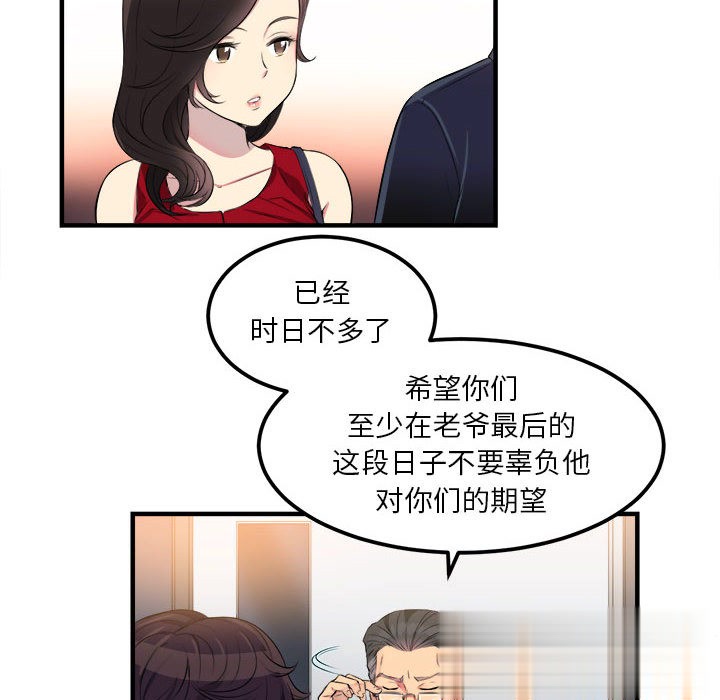 已经
时日不多了
希望你们
至少在老爷最后的
这段日子不要辜负他
对你们的期望